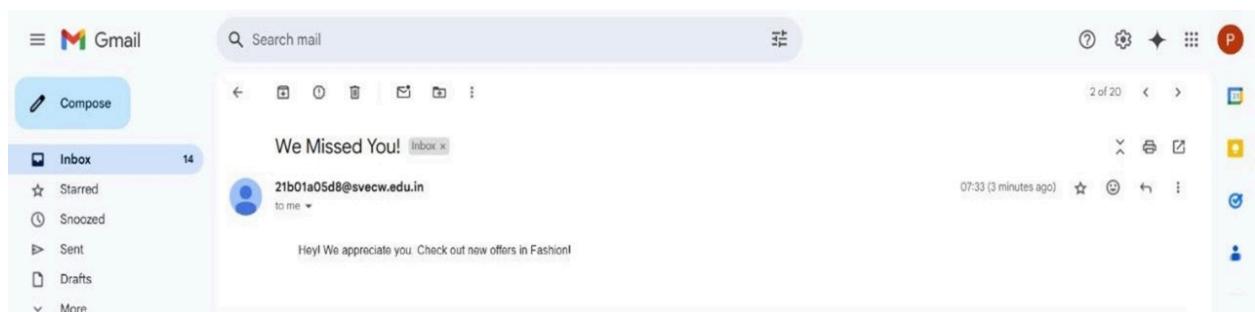 Gmail
Search mail
Compose
2 of 20
We Missed You! Inbox x
Inbox 14
21b01a05d8@svecw.edu.in 07:33 (3 minutes ago)
to me
Starred
Snoozed
Hey! We appreciate you. Check out new offers in Fashion!
Sent
Drafts
More
P
31